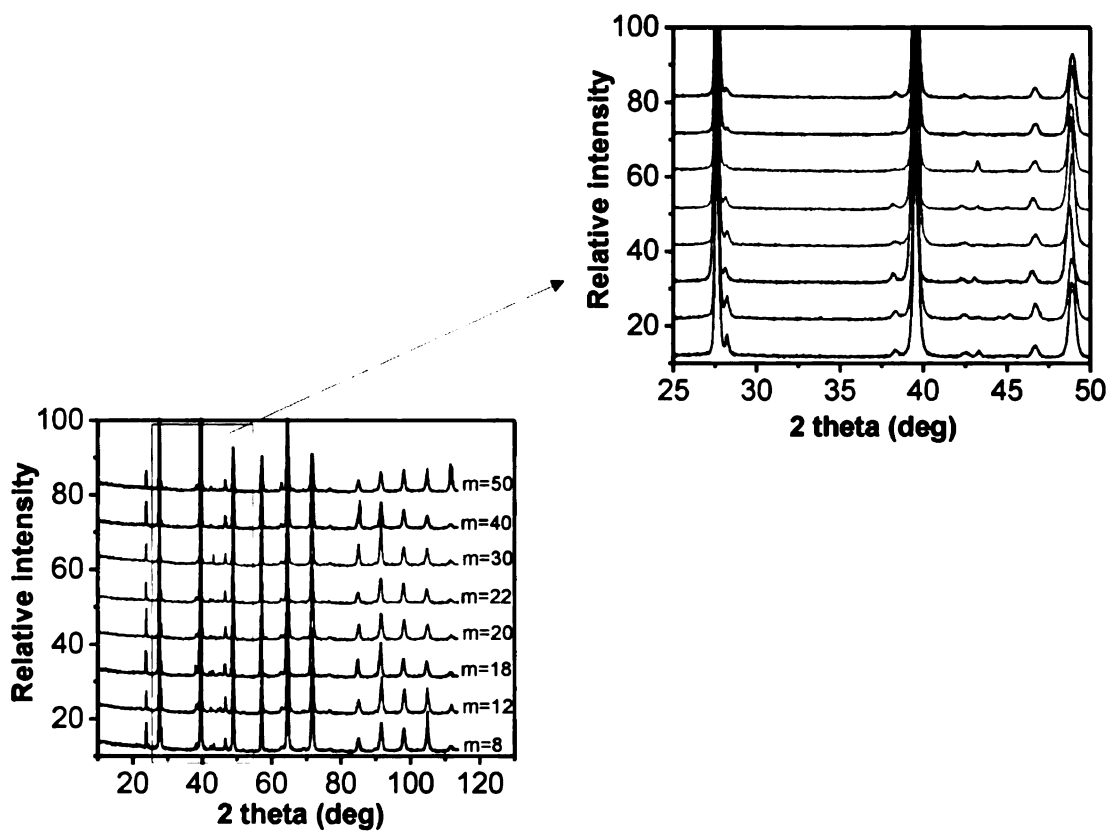 100
80
60
40
20
Relative intensity
25 30 35 40 45 50
2 theta (deg)
100
80
60
40
20
Relative intensity
m=50
m=40
m=30
m=22
m=20
m=18
m=12
m=8
20 40 60 80 100 120
2 theta (deg)